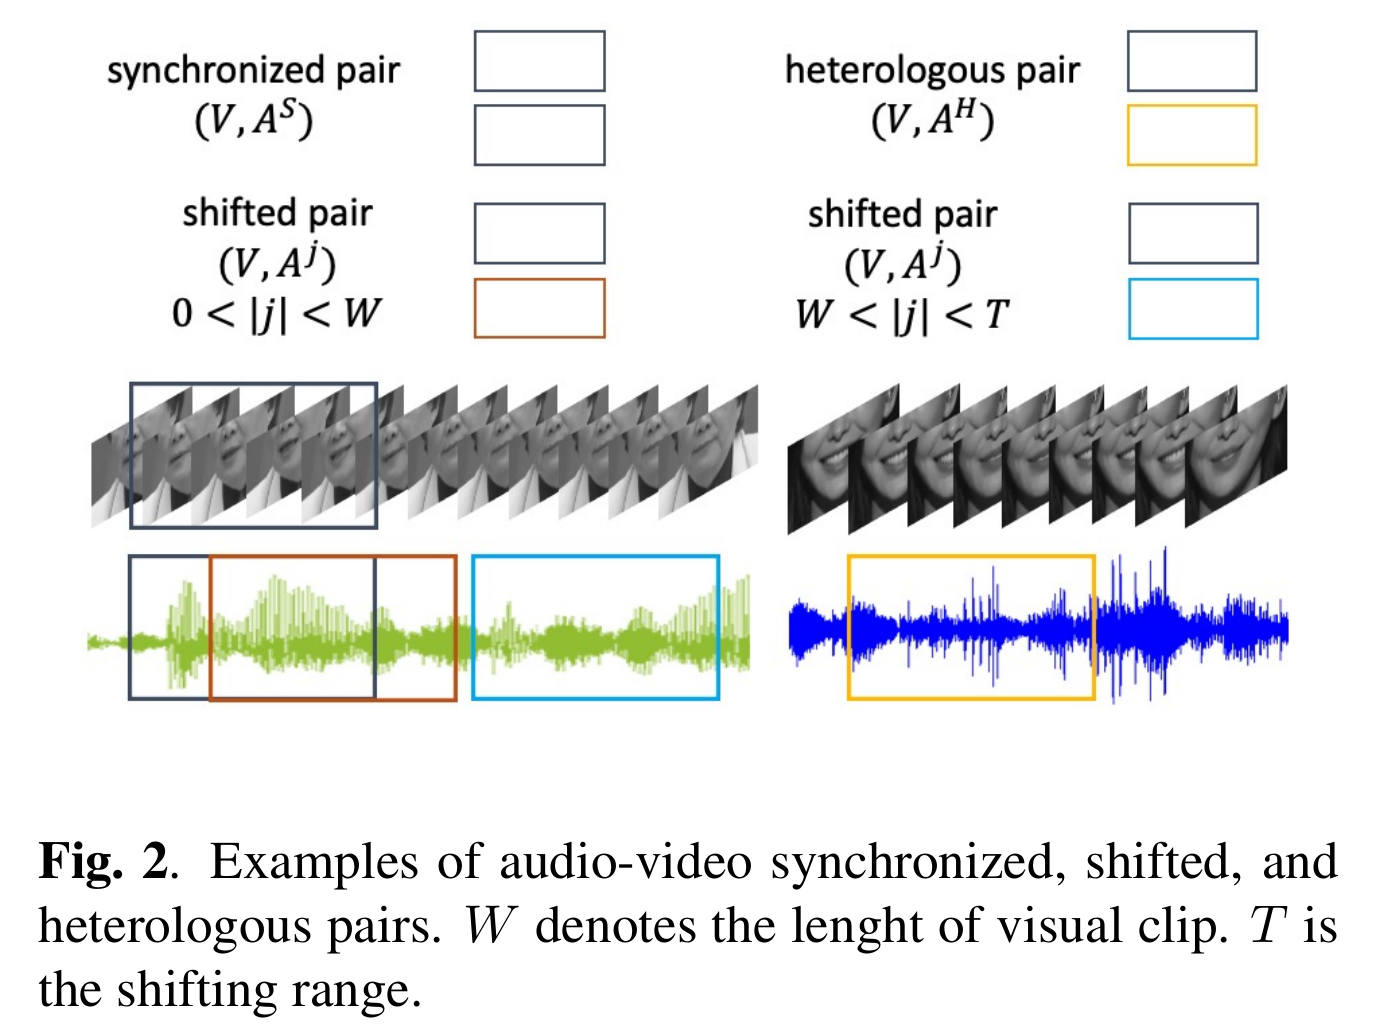 synchronized pair
(V, A^S)
heterologous pair
(V, A^H)
shifted pair
(V, A^j)
0 < |j| < W
shifted pair
(V, A^j)
W < |j| < T
Fig. 2. Examples of audio-video synchronized, shifted, and
heterologous pairs. W denotes the lenght of visual clip. T is
the shifting range.